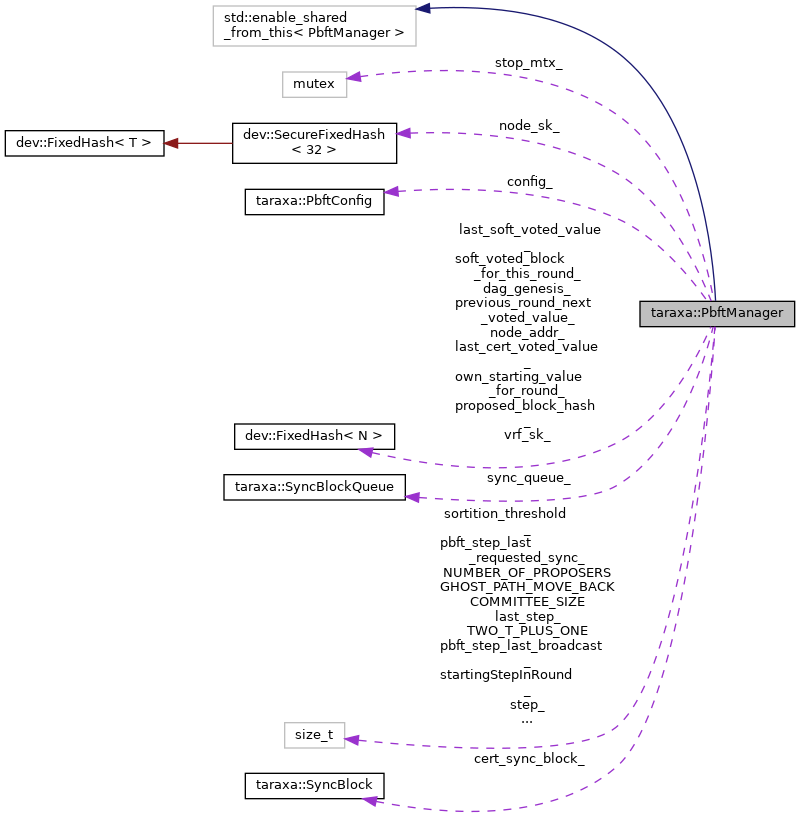 std::enable_shared
_from_this< PbftManager >
stop_mtx_
mutex
node_sk_
dev::SecureFixedHash
< 32 >
dev::FixedHash< T >
config_
taraxa::PbftConfig
last_soft_voted_value
_
soft_voted_block
_for_this_round_
dag_genesis_
previous_round_next
_voted_value_
node_addr_
last_cert_voted_value
_
own_starting_value
_for_round_
proposed_block_hash
_
vrf_sk_
taraxa::PbftManager
dev::FixedHash< N >
sync_queue_
taraxa::SyncBlockQueue
sortition_threshold
_
pbft_step_last
_requested_sync_
NUMBER_OF_PROPOSERS
GHOST_PATH_MOVE_BACK
COMMITTEE_SIZE
last_step_
TWO_T_PLUS_ONE
pbft_step_last_broadcast
_
startingStepInRound
_
step_
...
size_t
cert_sync_block_
taraxa::SyncBlock